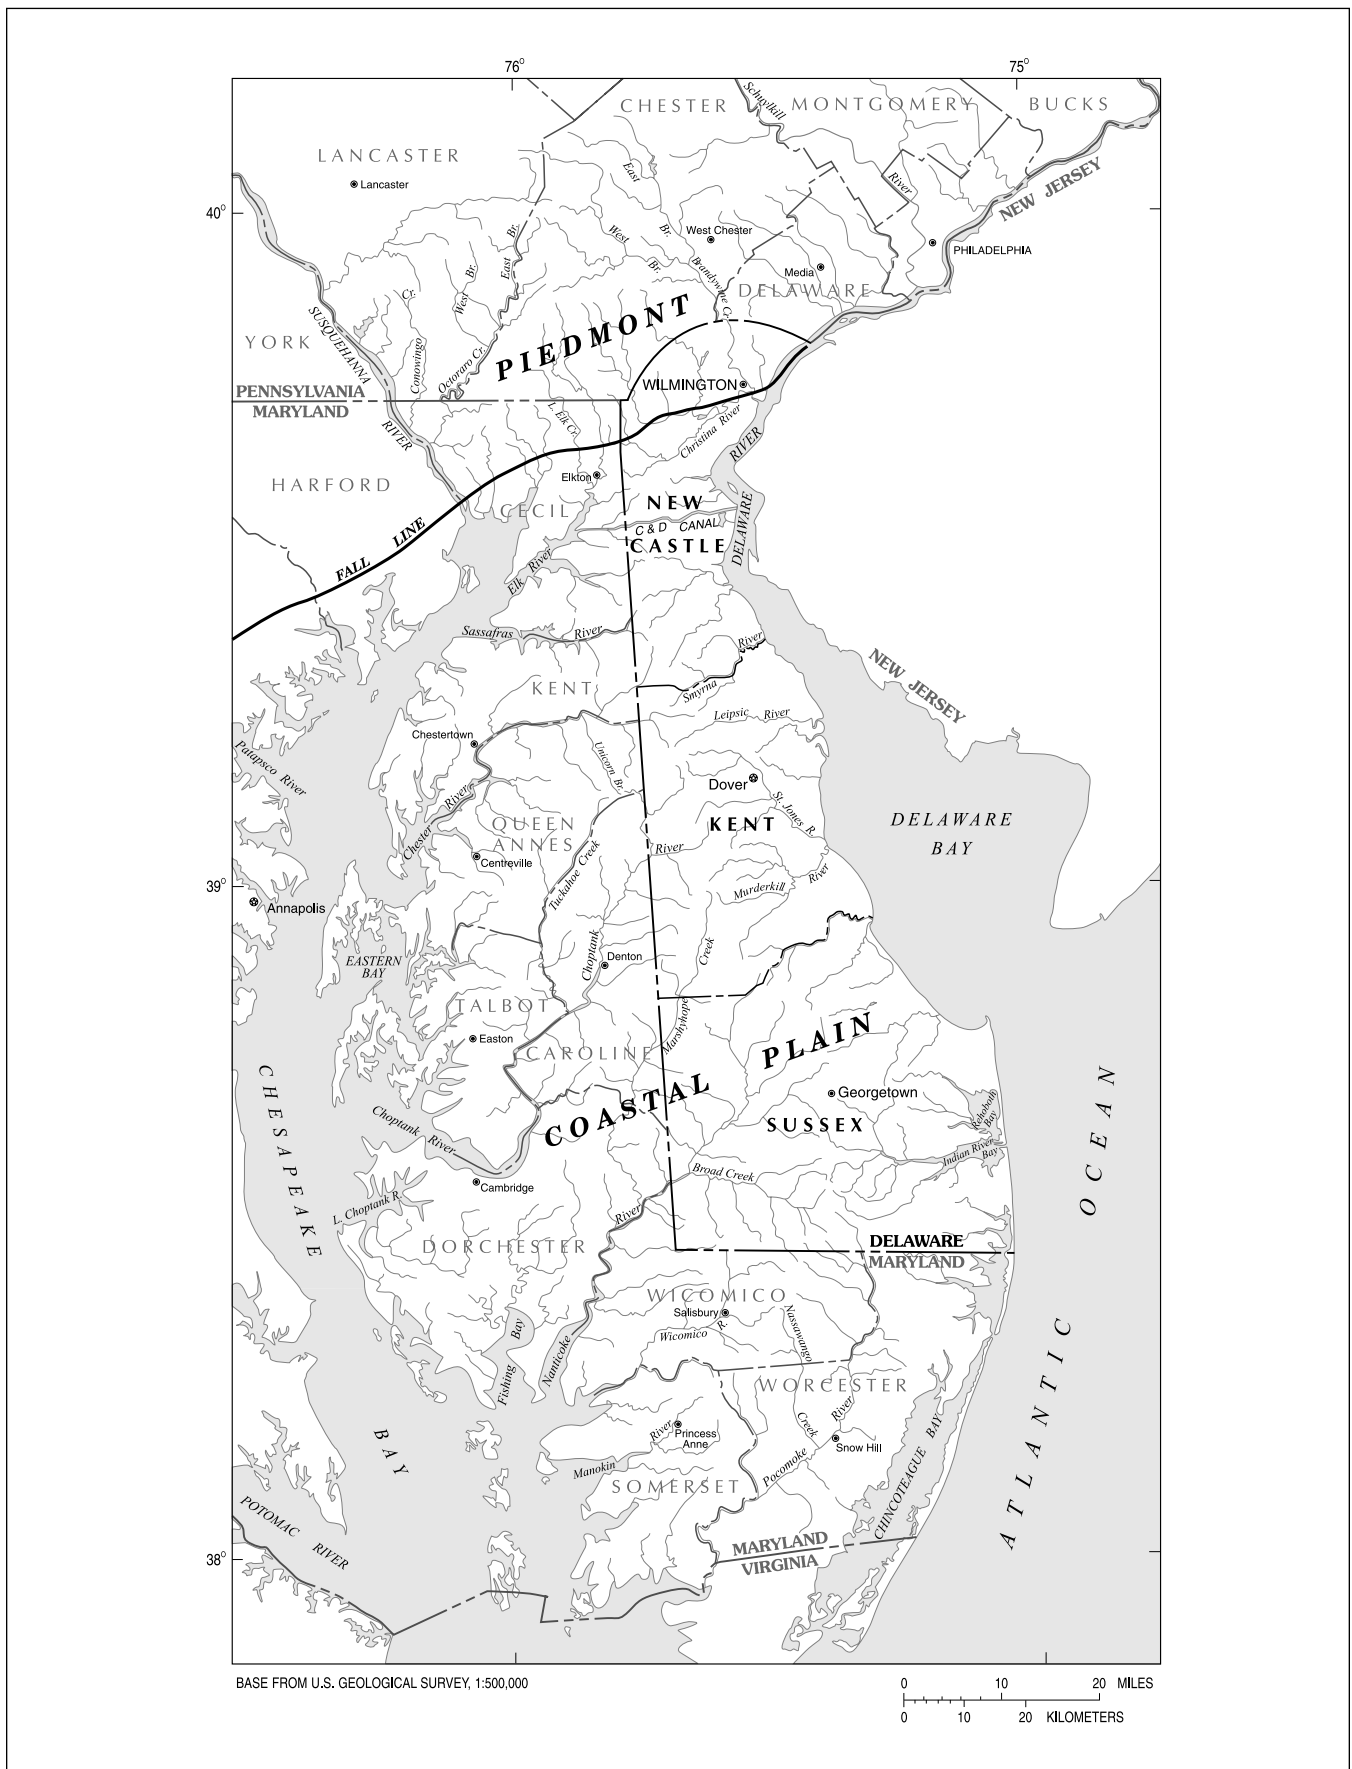 76°
75°
CHESTER
Schuylkill
MONTGOMERY
BUCKS
LANCASTER
Lancaster
East
River
NEW JERSEY
40°
Br.
West
Br.
West Chester
PHILADELPHIA
Br.
East
Br.
West
Br.
Brandywine Cr.
Media
DELAWARE
Cr.
Conowingo
SUSQUEHANNA
YORK
PIEDMONT
Octoraro Cr.
WILMINGTON
PENNSYLVANIA
MARYLAND
L. Elk Cr.
Christina River
RIVER
RIVER
Elkton
HARFORD
CECIL
NEW
C & D CANAL
CASTLE
DELAWARE
FALL LINE
Elk River
Sassafras River
River
Smyrna
NEW JERSEY
KENT
Leipsic River
Chestertown
Unicorn Br.
Patapsco River
Dover
River
Chester
St. Jones R.
QUEEN
ANNES
KENT
DELAWARE
BAY
Centreville
Tuckahoe Creek
River
River
Murderkill
39°
Annapolis
Choptank
Denton
Creek
EASTERN
BAY
TALBOT
Marshyhope
Easton
CAROLINE
COASTAL PLAIN
Georgetown
CHESAPEAKE
Rehoboth
Bay
SUSSEX
Choptank River
Indian River
Bay
OCEAN
Broad Creek
Cambridge
L. Choptank R.
River
DORCHESTER
DELAWARE
MARYLAND
WICOMICO
Salisbury
R.
Wicomico
Nassawango
Fishing Bay
Nanticoke
ATLANTIC
WORCESTER
River
Creek
River
Princess
Anne
Snow Hill
BAY
Manokin
Pocomoke
SOMERSET
CHINCOTEAGUE BAY
POTOMAC
RIVER
MARYLAND
VIRGINIA
38°
BASE FROM U.S. GEOLOGICAL SURVEY, 1:500,000
0 10 20 MILES
0 10 20 KILOMETERS